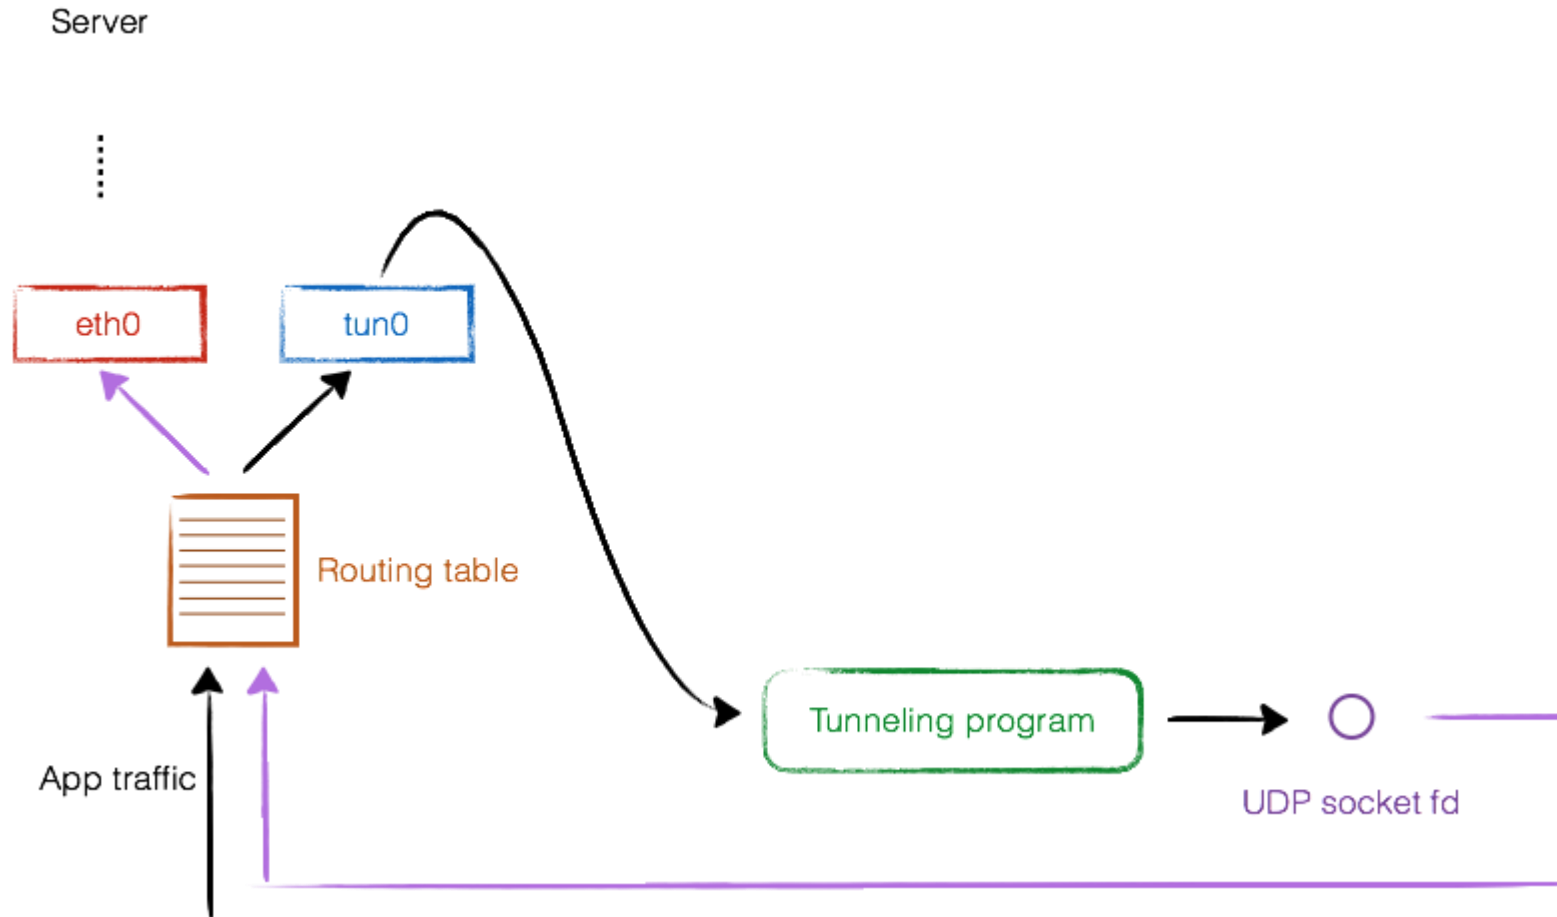 Server
eth0
tun0
Routing table
Tunneling program
App traffic
UDP socket fd